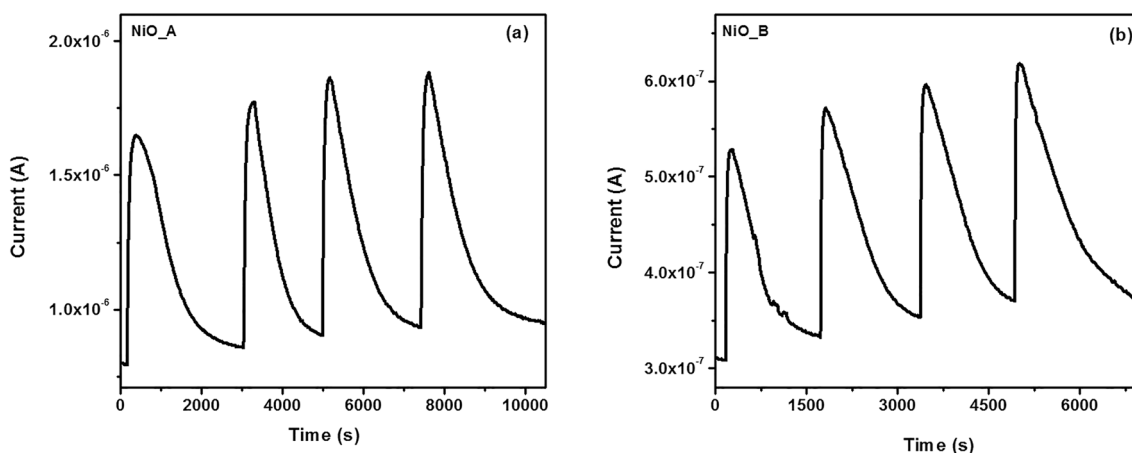 NiO_A
(a)
2.0x10⁻⁶
1.5x10⁻⁶
1.0x10⁻⁶
Current (A)
0 2000 4000 6000 8000 10000
Time (s)
NiO_B
(b)
6.0x10⁻⁷
5.0x10⁻⁷
4.0x10⁻⁷
3.0x10⁻⁷
Current (A)
0 1500 3000 4500 6000
Time (s)